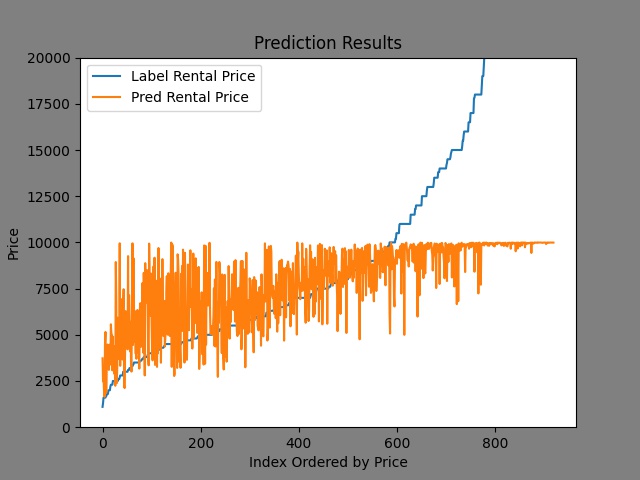 Prediction Results
Label Rental Price
Pred Rental Price
20000
17500
15000
12500
10000
7500
5000
2500
0
Price
0 200 400 600 800
Index Ordered by Price